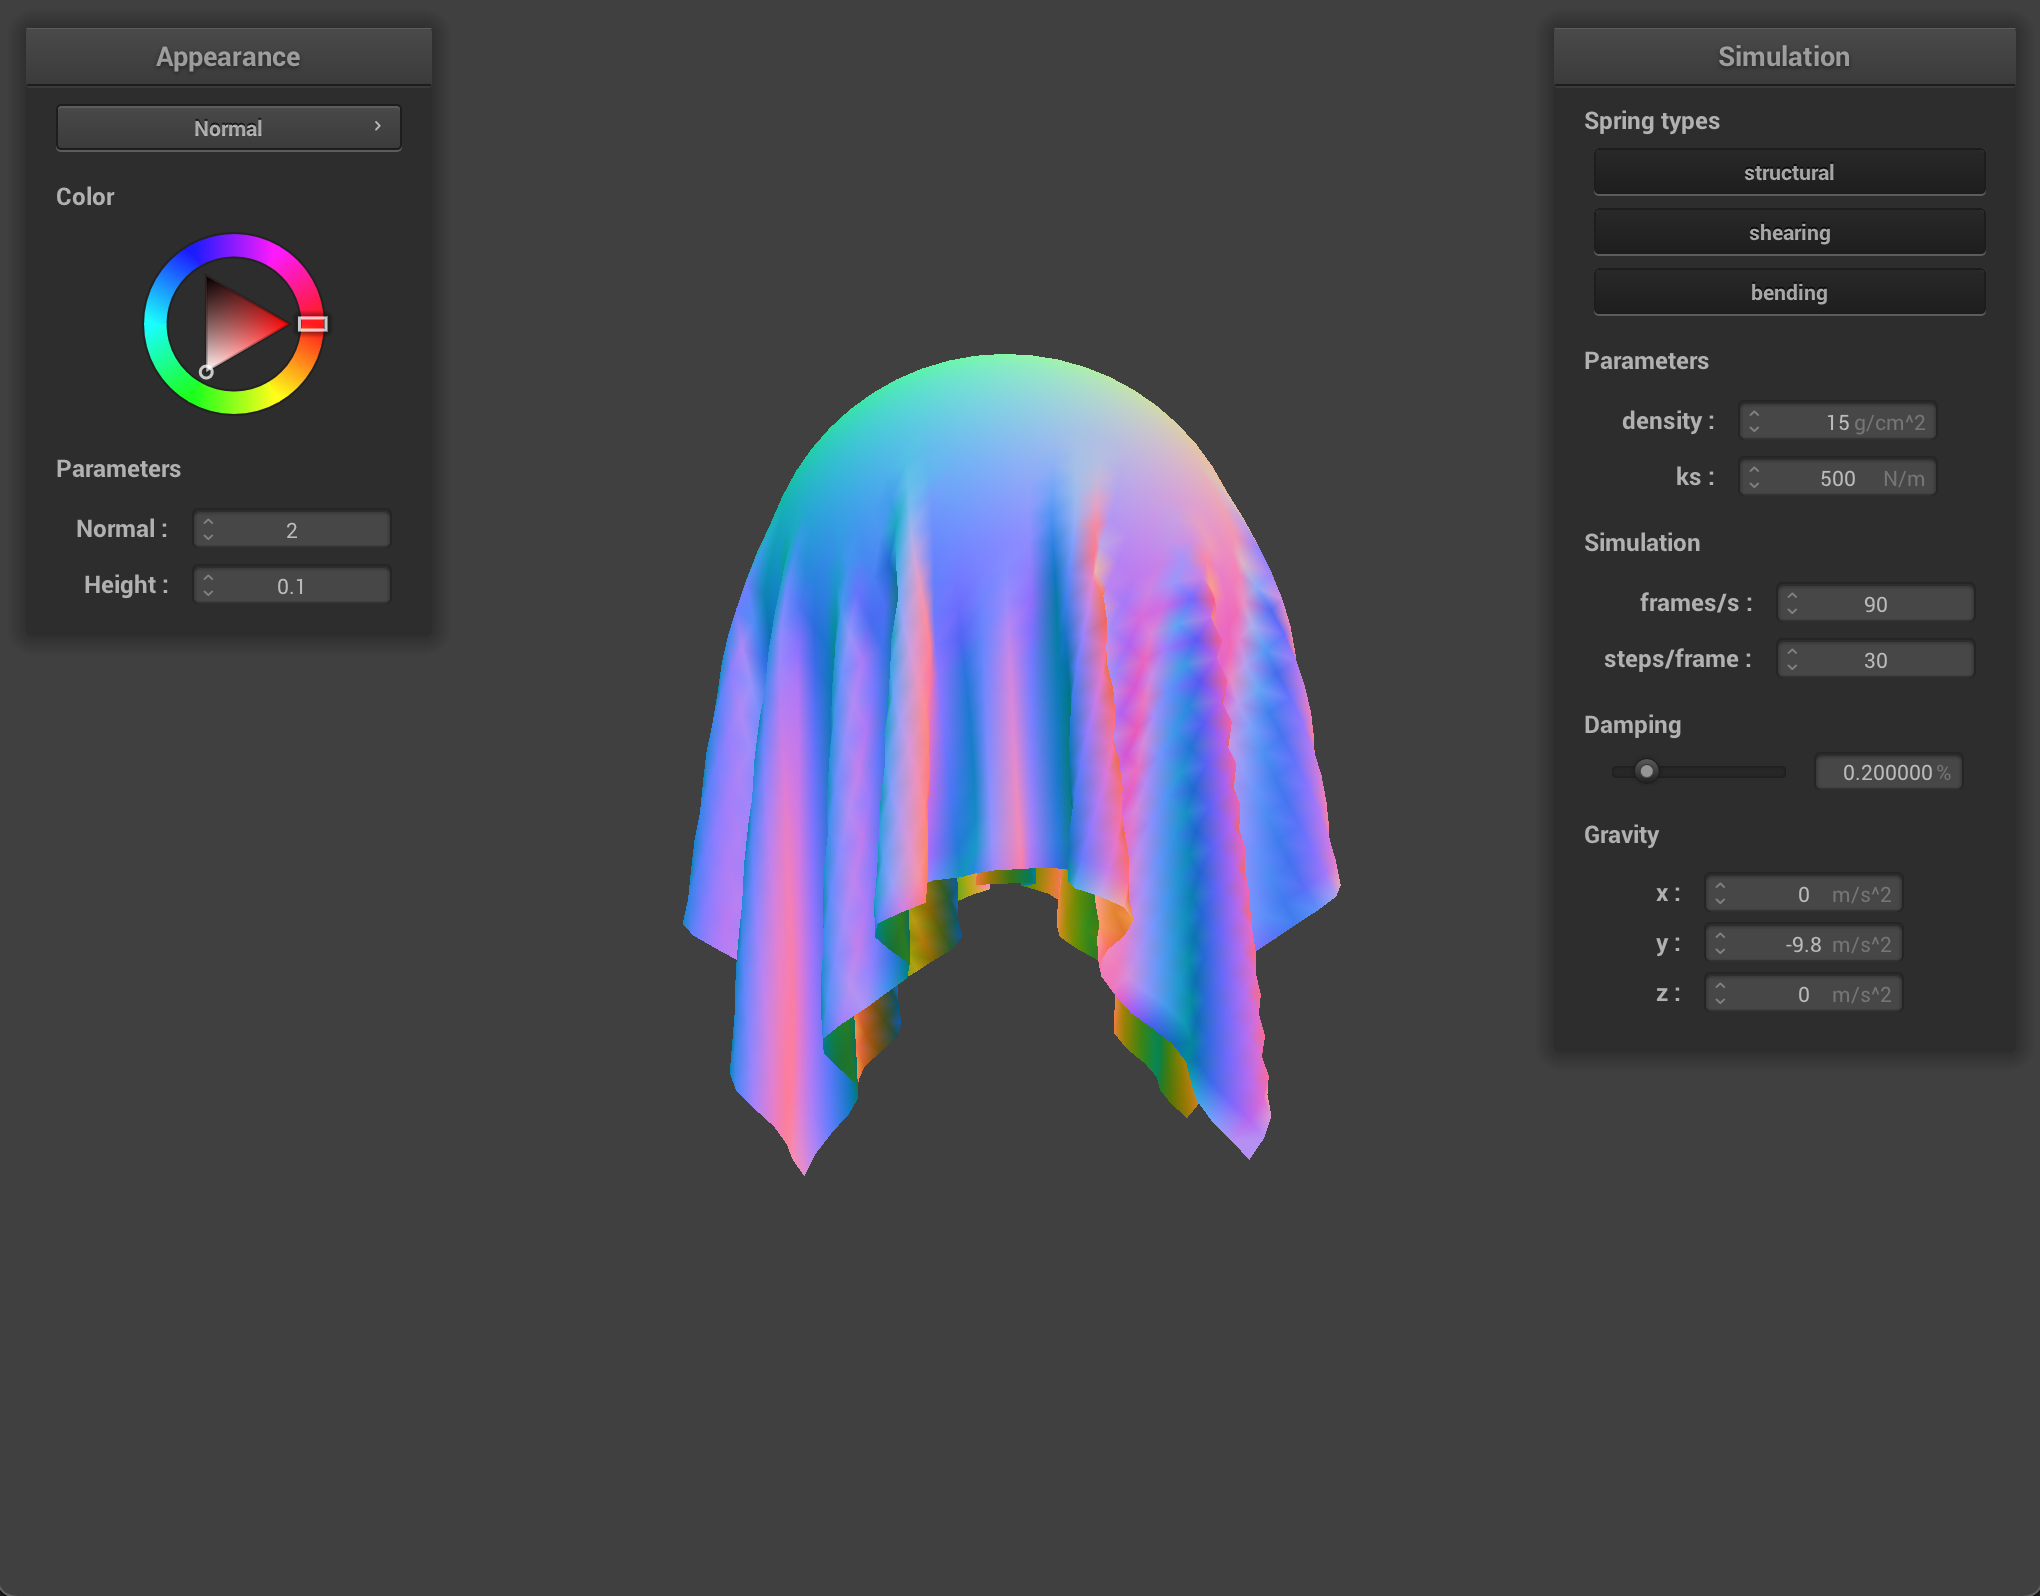 Appearance
Normal
Color
Parameters
Normal : 2
Height : 0.1
Simulation
Spring types
structural
shearing
bending
Parameters
density : 15 g/cm^2
ks : 500 N/m
Simulation
frames/s : 90
steps/frame : 30
Damping
0.200000 %
Gravity
x : 0 m/s^2
y : -9.8 m/s^2
z : 0 m/s^2